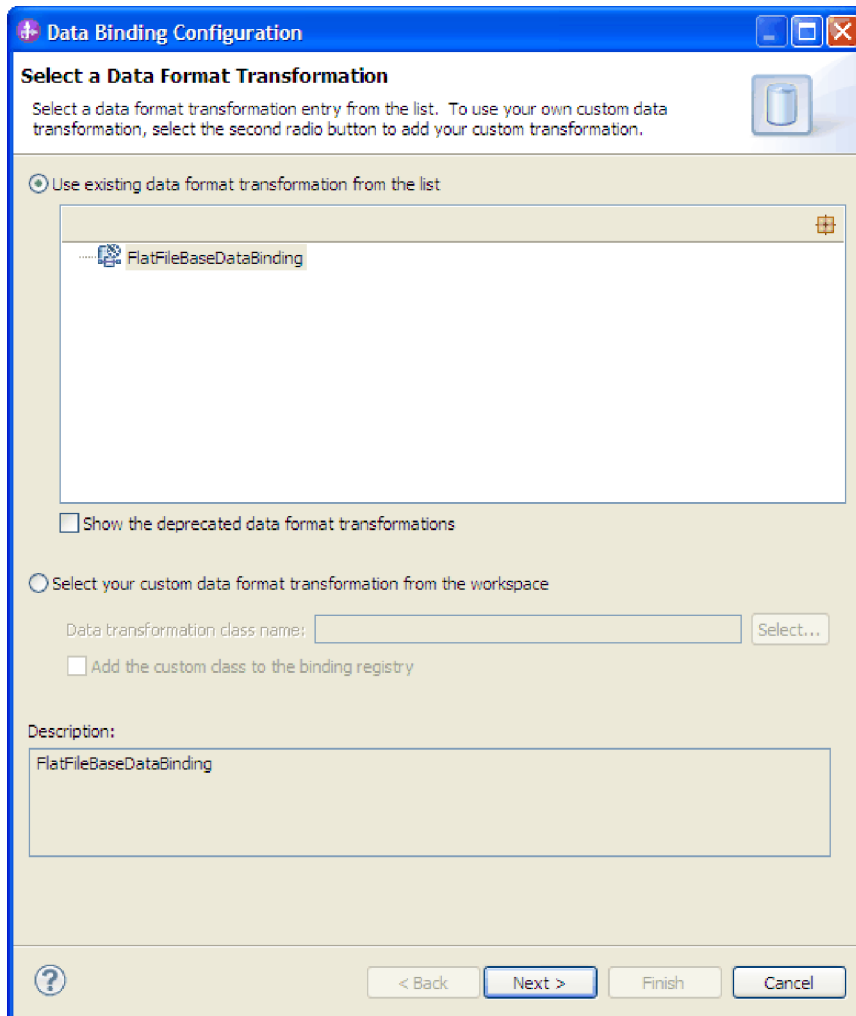 Data Binding Configuration
Select a Data Format Transformation
Select a data format transformation entry from the list. To use your own custom data
transformation, select the second radio button to add your custom transformation.
Use existing data format transformation from the list
FlatFileBaseDataBinding
Show the deprecated data format transformations
Select your custom data format transformation from the workspace
Data transformation class name:
Select...
Add the custom class to the binding registry
Description:
FlatFileBaseDataBinding
?
< Back
Next >
Finish
Cancel